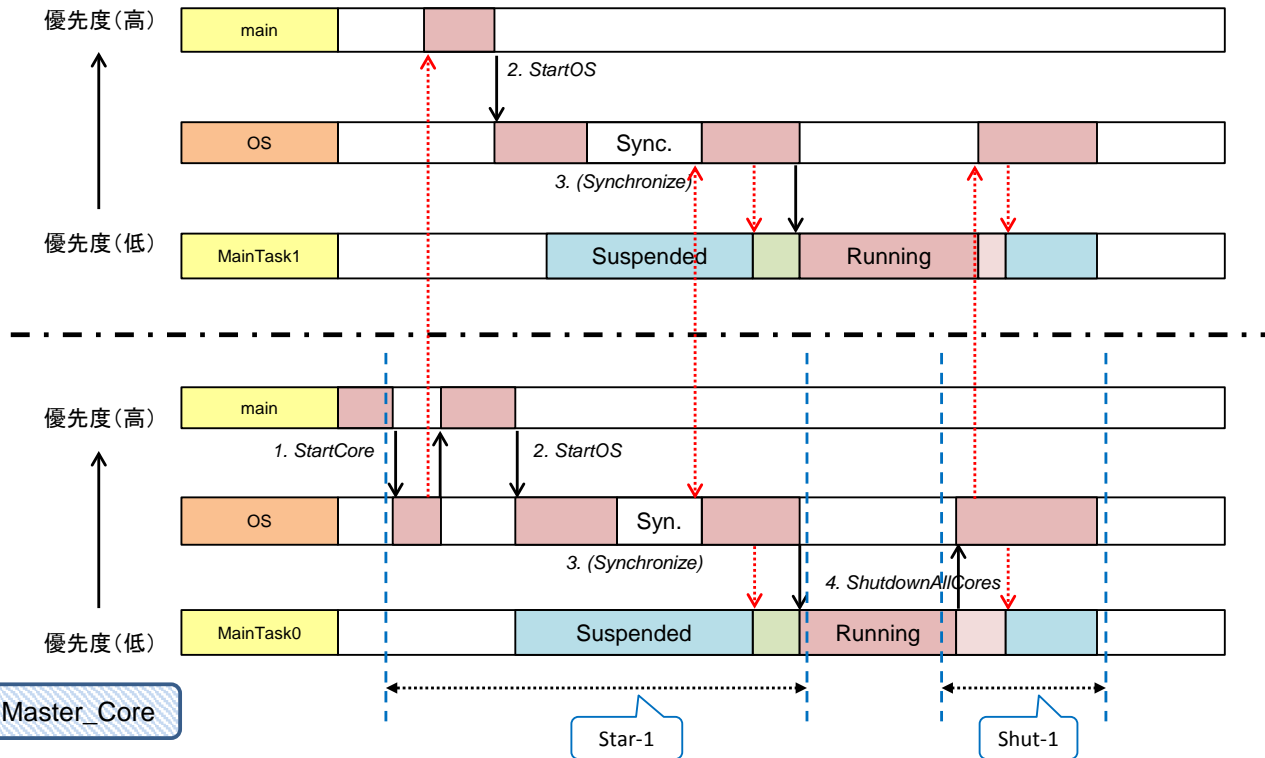 優先度（高）
main
2. StartOS
OS
Sync.
3. (Synchronize)
優先度（低）
MainTask1
Suspended
Running
優先度（高）
main
1. StartCore
2. StartOS
OS
Syn.
3. (Synchronize)
4. ShutdownAllCores
優先度（低）
MainTask0
Suspended
Running
Master_Core
Star-1
Shut-1